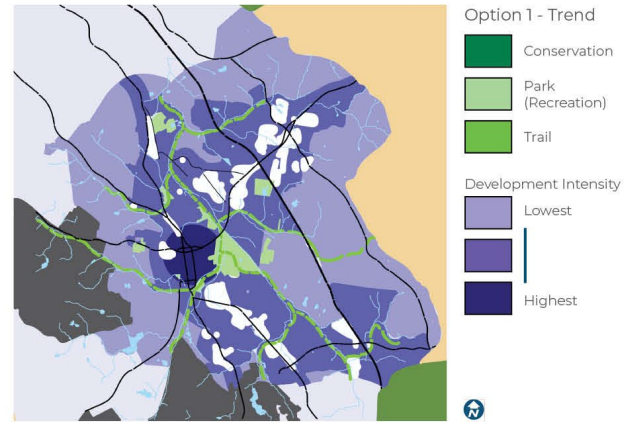 Option 1 - Trend
Conservation
Park
(Recreation)
Trail
Development Intensity
Lowest
Highest
N